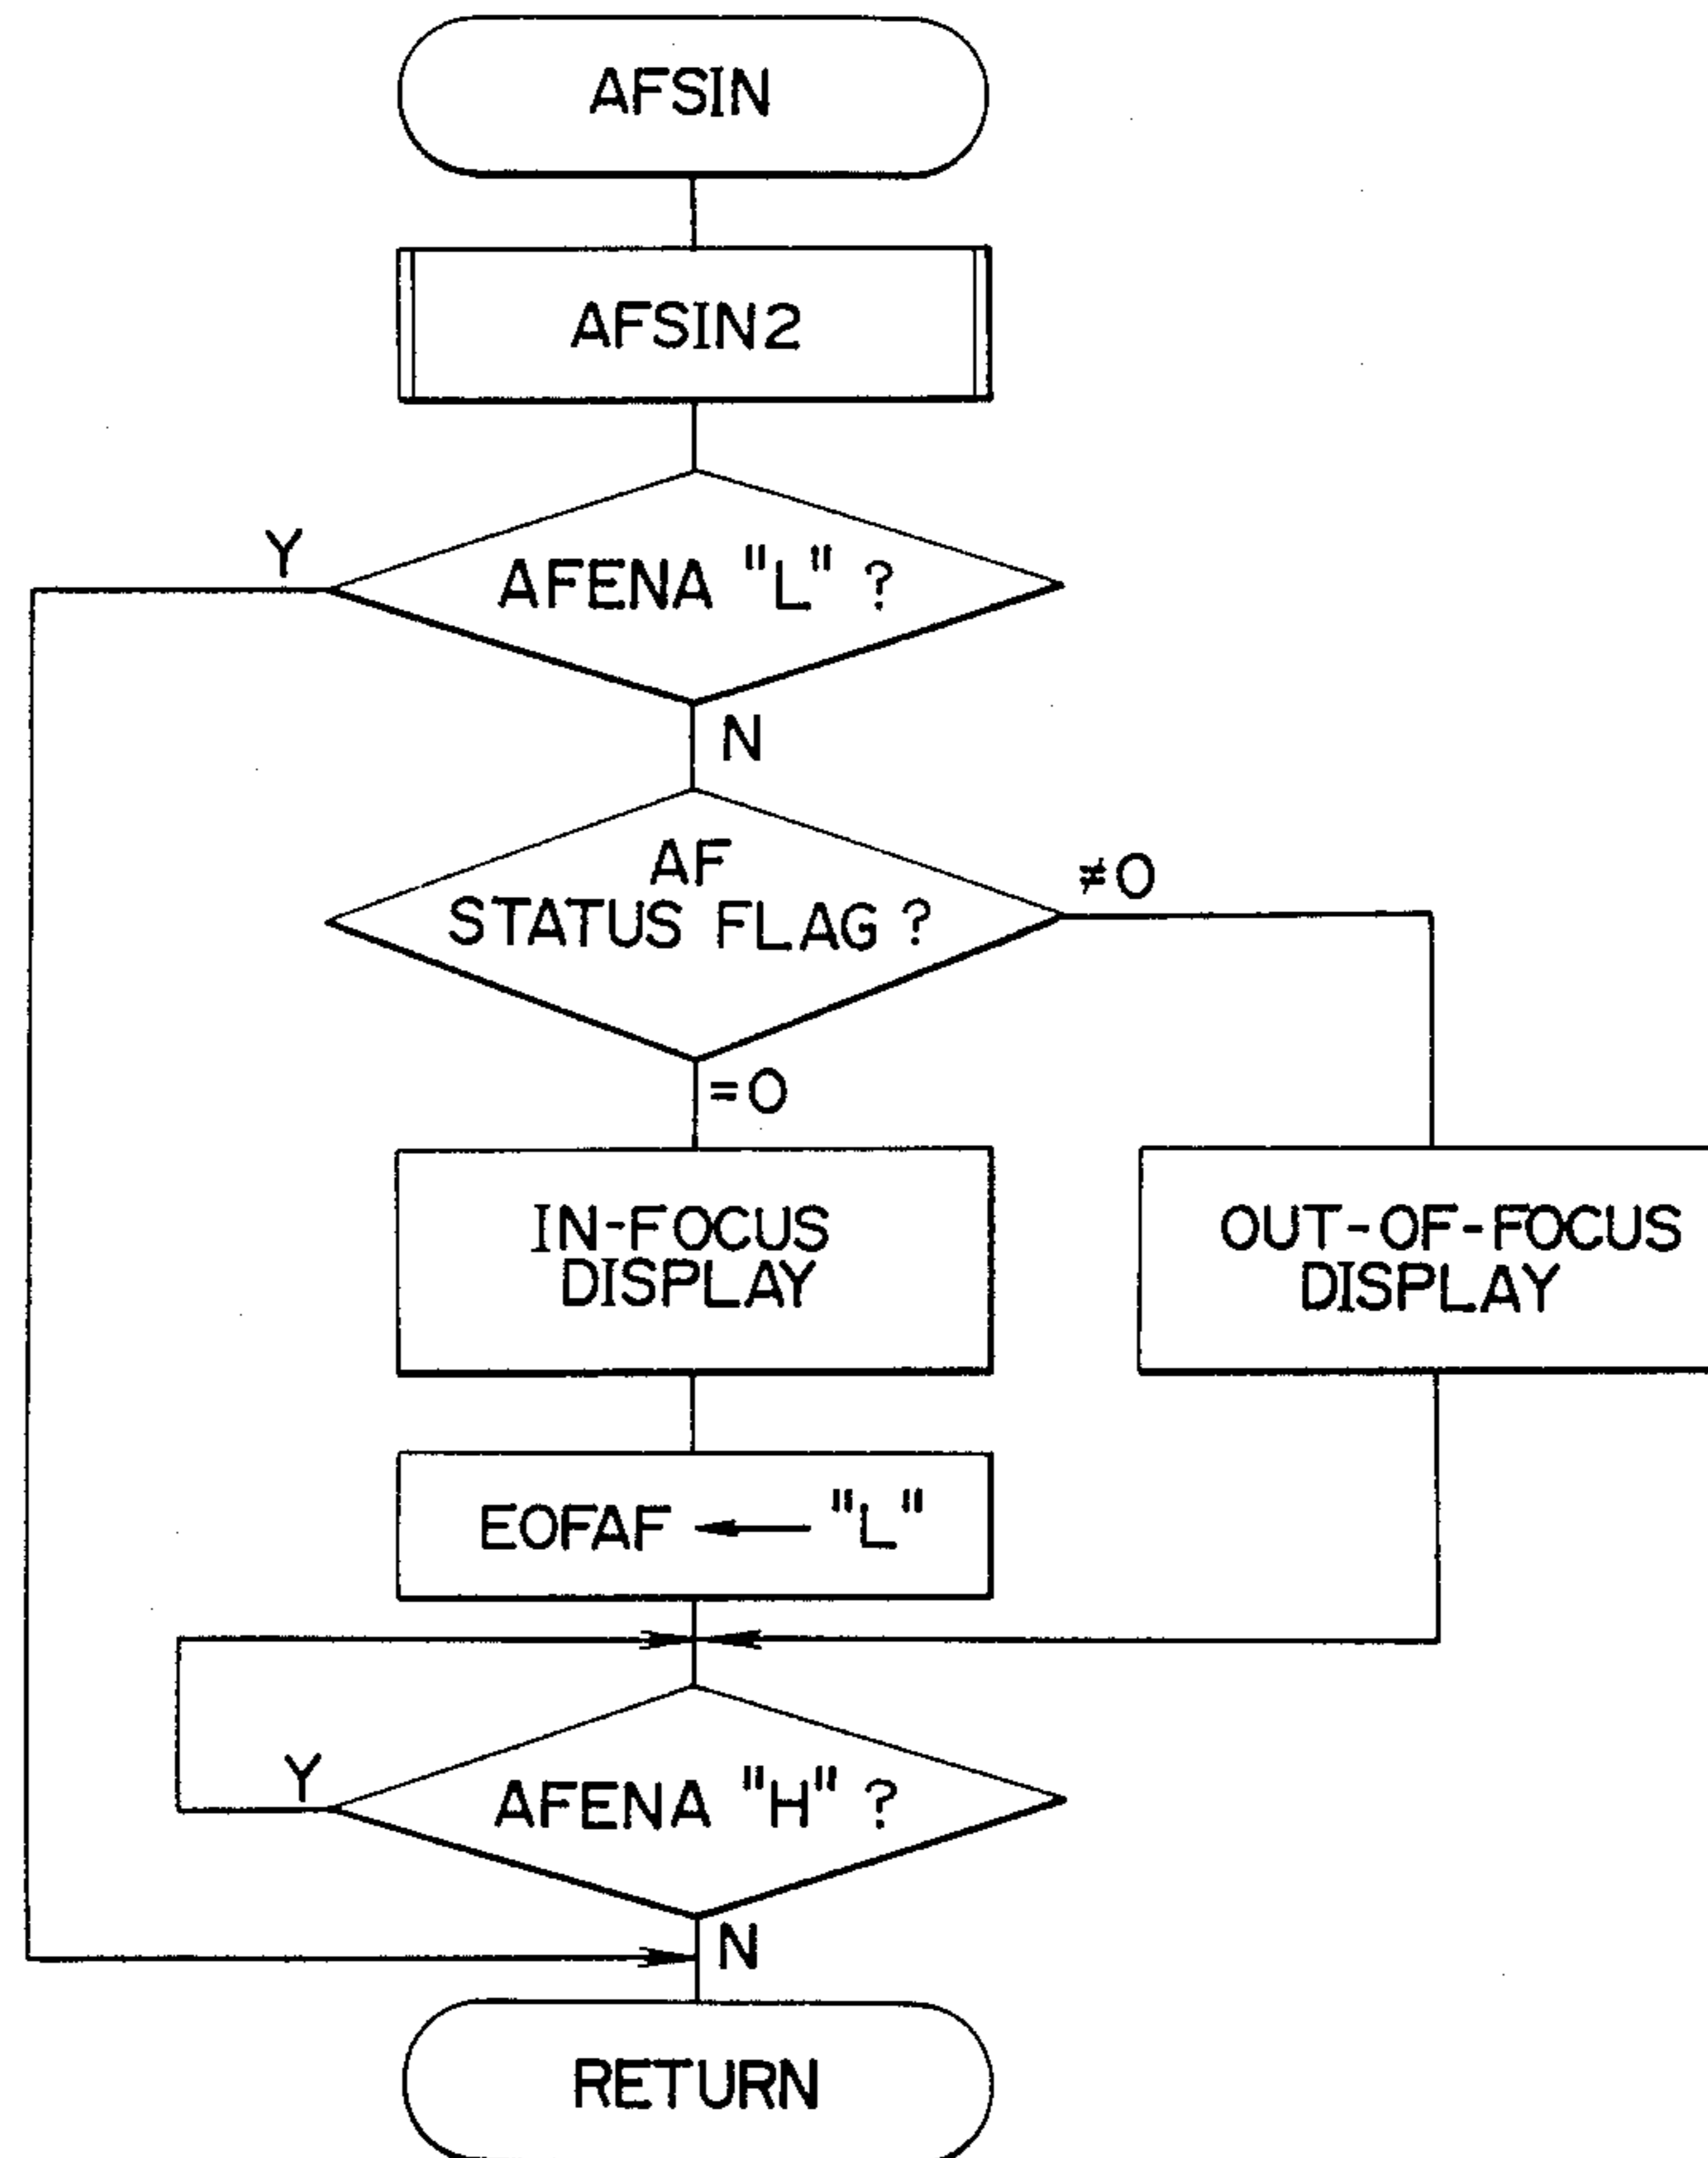 AFSIN
AFSIN2
Y
AFENA "L" ?
N
AF
STATUS FLAG ?
≠0
=0
IN-FOCUS
DISPLAY
OUT-OF-FOCUS
DISPLAY
EOFAF ← "L"
Y
AFENA "H" ?
N
RETURN